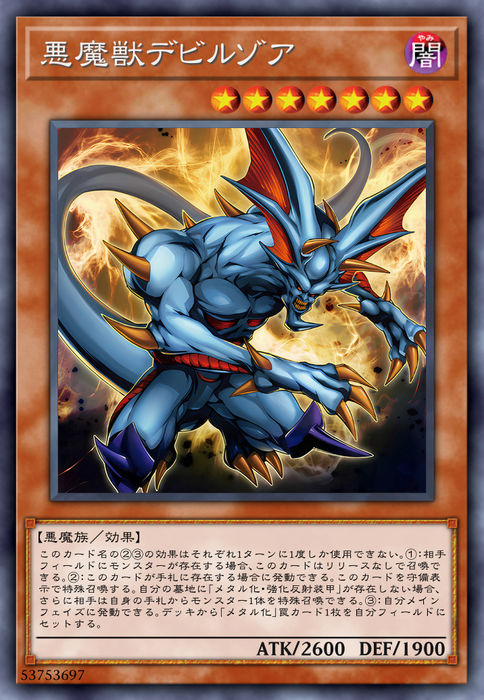 悪魔獣デビルゾア
やみ
闇
【悪魔族／効果】
このカード名の②③の効果はそれぞれ1ターンに1度しか使用できない。①：相手
フィールドにモンスターが存在する場合、このカードはリリースなしで召喚で
きる。②：このカードが手札に存在する場合に発動できる。このカードを守備表
示で特殊召喚する。自分の墓地に「メタル化・強化反射装甲」が存在しない場合、
さらに相手は自身の手札からモンスター1体を特殊召喚できる。③：自分メイン
フェイズに発動できる。デッキから「メタル化」罠カード1枚を自分フィールドに
セットする。
ATK/2600 DEF/1900
53753697